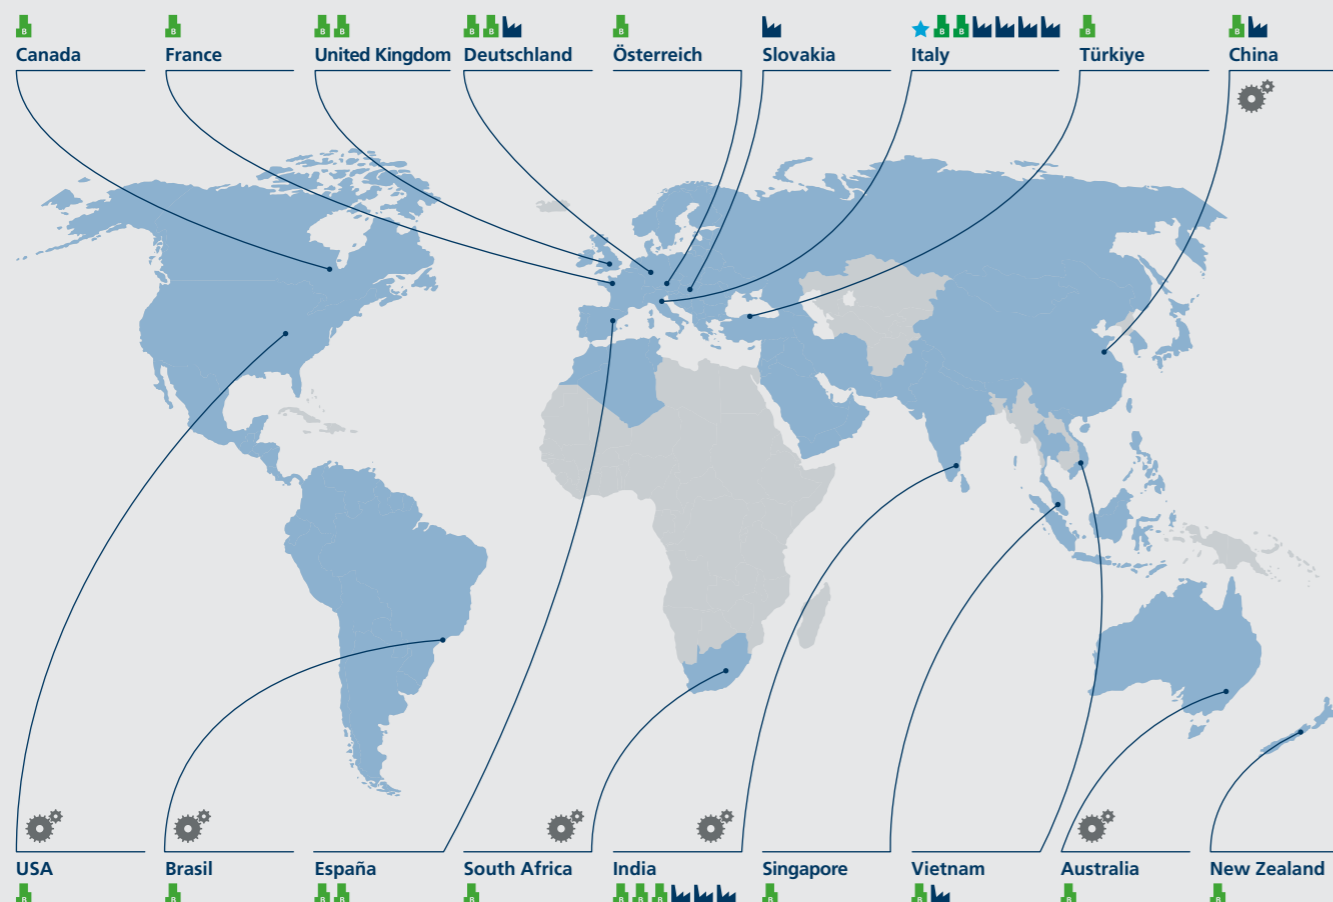 Canada
France
United Kingdom
Deutschland
Österreich
Slovakia
Italy
Türkiye
China
USA
Brasil
España
South Africa
India
Singapore
Vietnam
Australia
New Zealand